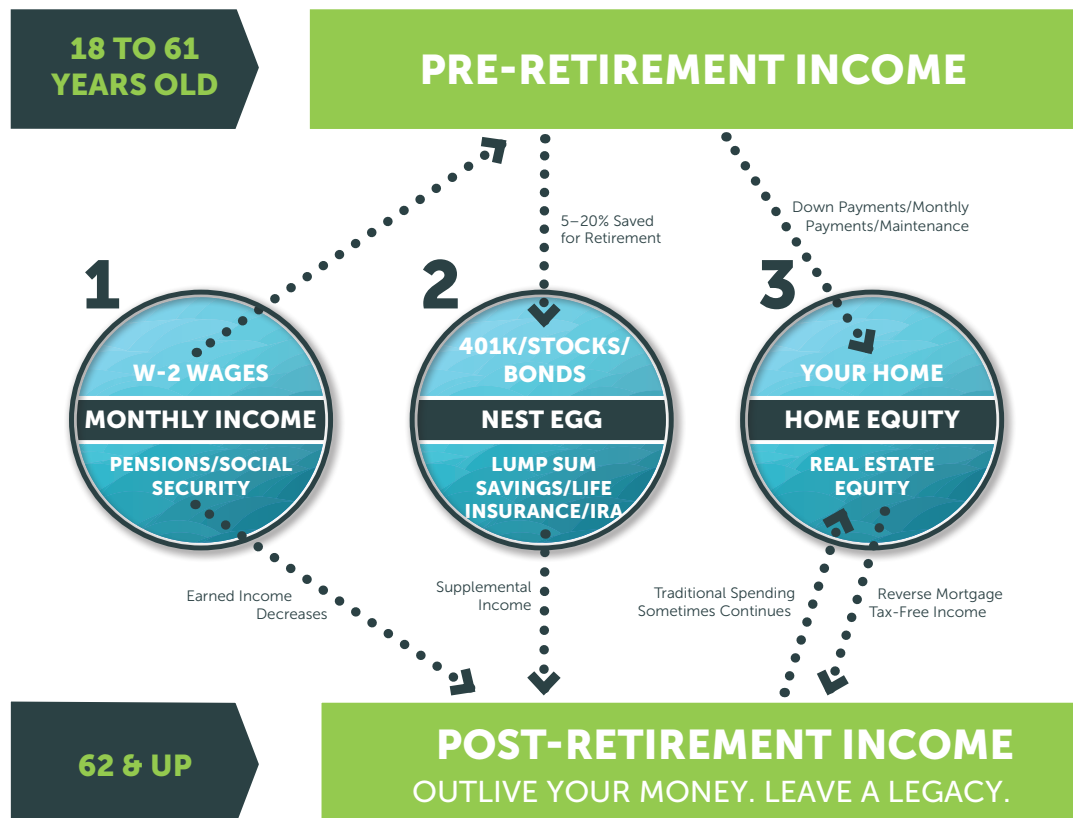 18 TO 61
YEARS OLD
PRE-RETIREMENT INCOME
5–20% Saved
for Retirement
Down Payments/Monthly
Payments/Maintenance
1
W-2 WAGES
MONTHLY INCOME
PENSIONS/SOCIAL
SECURITY
2
401K/STOCKS/
BONDS
NEST EGG
LUMP SUM
SAVINGS/LIFE
INSURANCE/IRA
3
YOUR HOME
HOME EQUITY
REAL ESTATE
EQUITY
Earned Income
Decreases
Supplemental
Income
Traditional Spending
Sometimes Continues
Reverse Mortgage
Tax-Free Income
62 & UP
POST-RETIREMENT INCOME
OUTLIVE YOUR MONEY. LEAVE A LEGACY.